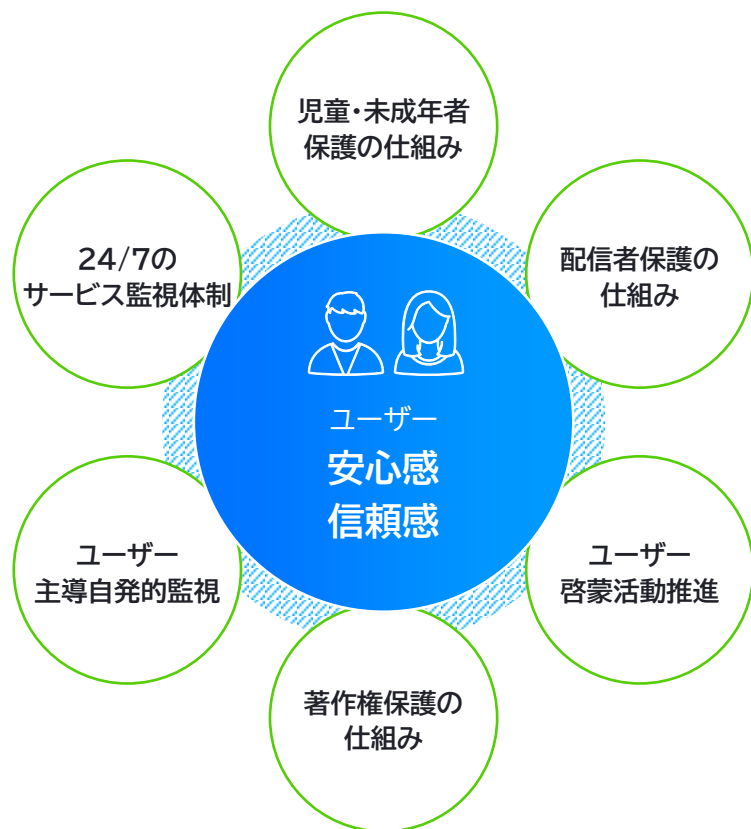 児童・未成年者
保護の仕組み
24/7の
サービス監視体制
配信者保護の
仕組み
ユーザー
安心感
信頼感
ユーザー
主導自発的監視
ユーザー
啓蒙活動推進
著作権保護の
仕組み